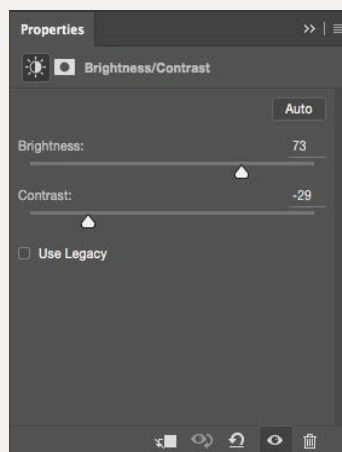 Properties
Brightness/Contrast
Auto
Brightness: 73
Contrast: -29
Use Legacy